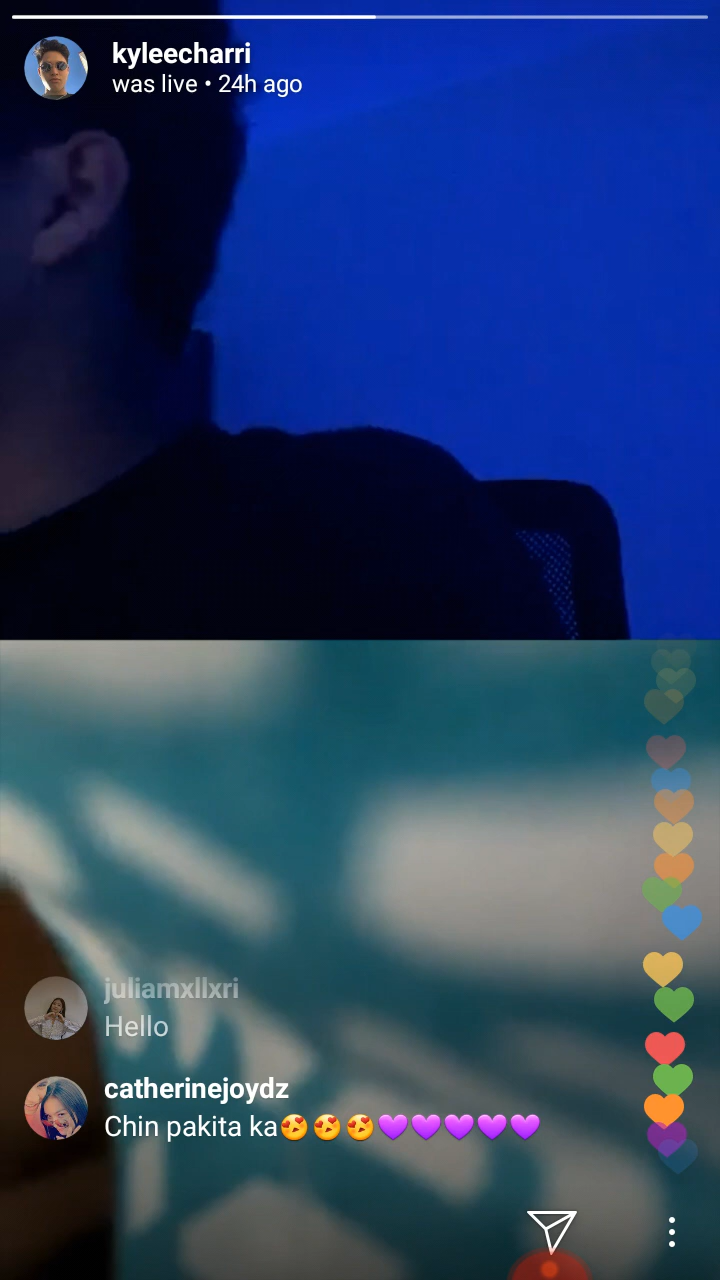 kyleecharri
was live • 24h ago
juliamxllxri
Hello
catherinejoydz
Chin pakita ka😍😍😍💜💜💜💜💜